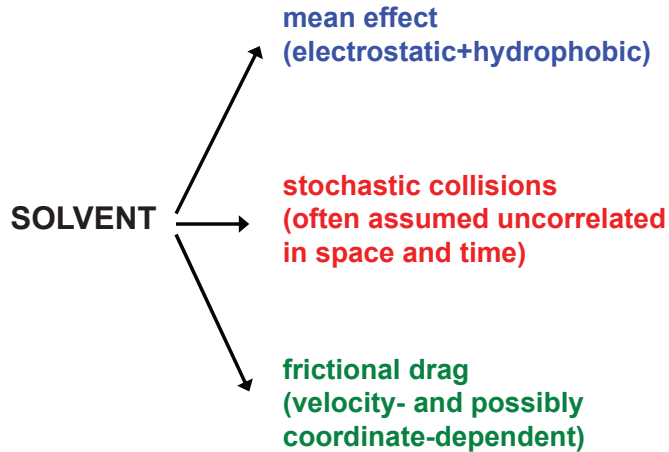 mean effect
(electrostatic+hydrophobic)
SOLVENT
stochastic collisions
(often assumed uncorrelated
in space and time)
frictional drag
(velocity- and possibly
coordinate-dependent)